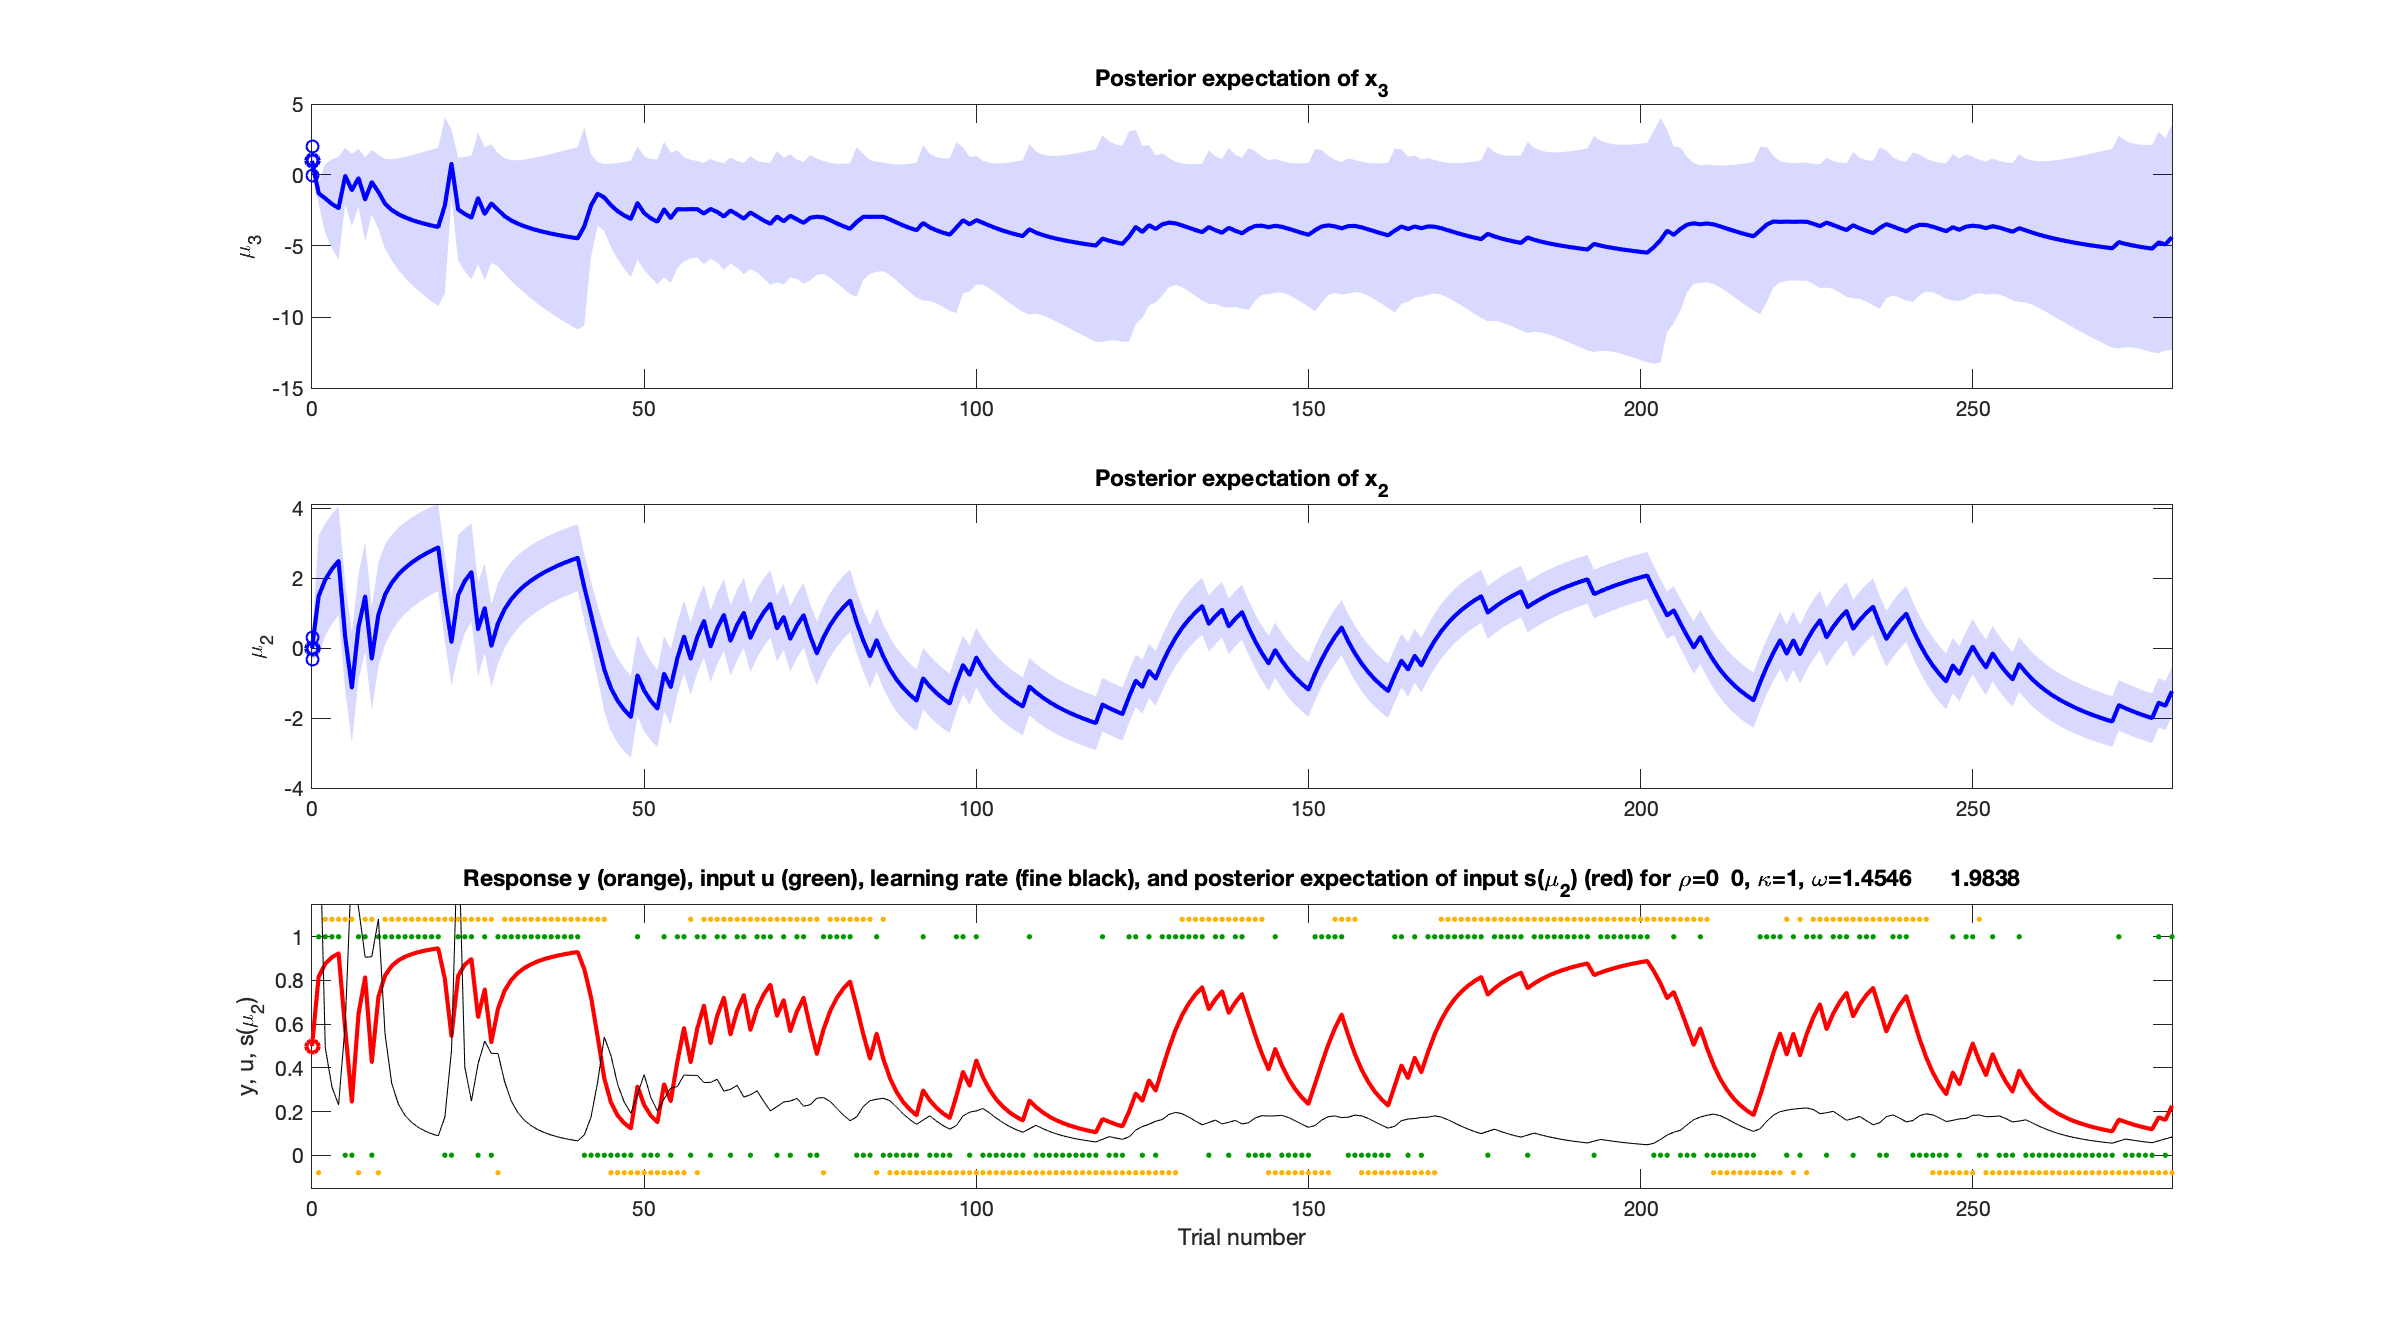 Posterior expectation of x3
5
0
-5
-10
-15
μ3
0 50 100 150 200 250
Posterior expectation of x2
4
2
0
-2
-4
μ2
0 50 100 150 200 250
Response y (orange), input u (green), learning rate (fine black), and posterior expectation of input s(μ2) (red) for ρ=0 0, κ=1, ω=1.4546 1.9838
1
0.8
0.6
0.4
0.2
0
y, u, s(μ2)
0 50 100 150 200 250
Trial number